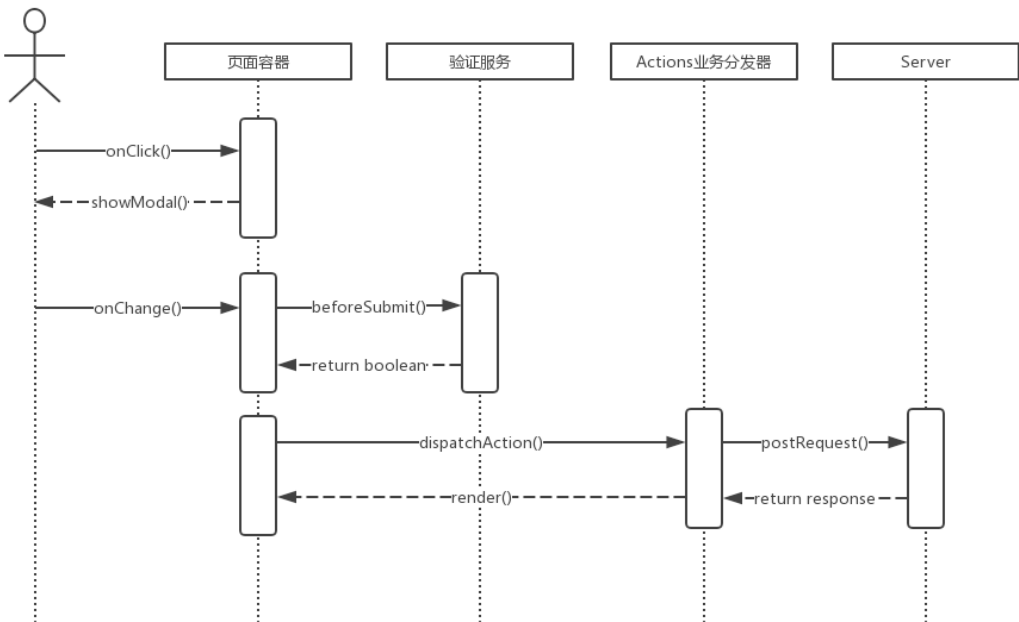 页面容器
验证服务
Actions业务分发器
Server
onClick()
showModal()
onChange()
beforeSubmit()
return boolean
dispatchAction()
postRequest()
render()
return response